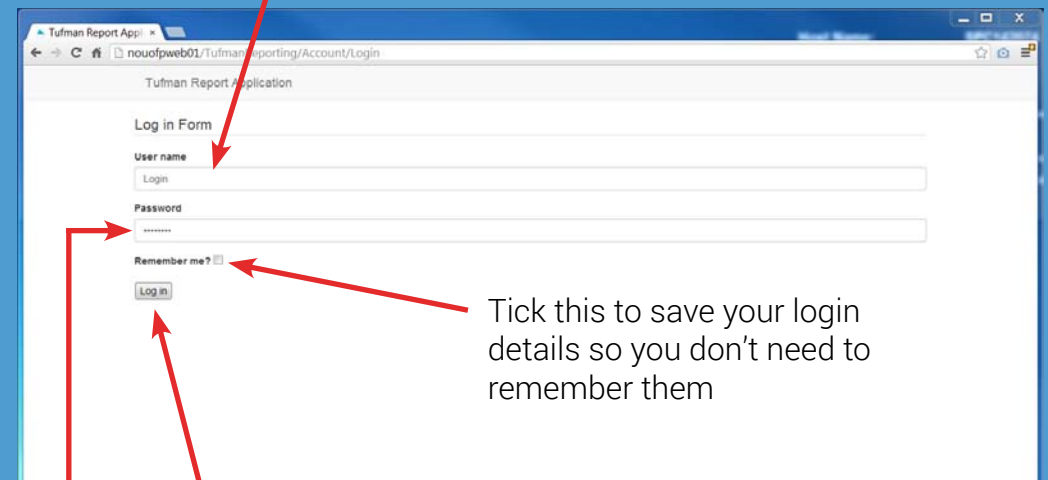 Tufman Report Appl
nouofpweb01/TufmanReporting/Account/Login
Tufman Report Application
Log in Form
User name
Login
Password
Remember me?
Log in
Tick this to save your login
details so you don't need to
remember them